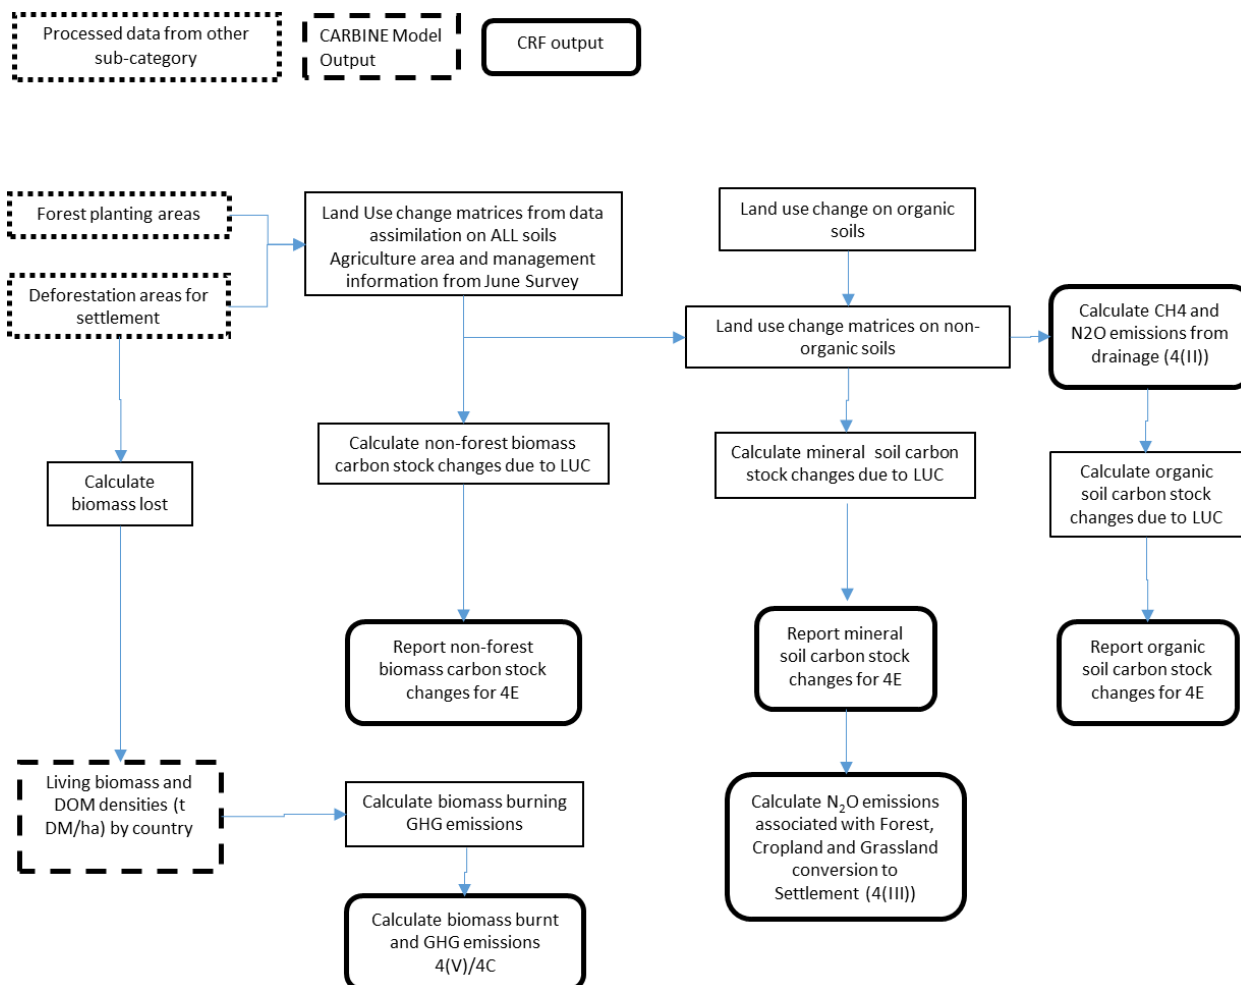 Processed data from other
sub-category
CARBINE Model
Output
CRF output
Forest planting areas
Deforestation areas for
settlement
Land Use change matrices from data
assimilation on ALL soils
Agriculture area and management
information from June Survey
Land use change on organic
soils
Land use change matrices on non-
organic soils
Calculate CH4 and
N2O emissions from
drainage (4(II))
Calculate
biomass lost
Calculate non-forest biomass
carbon stock changes due to LUC
Calculate mineral soil carbon
stock changes due to LUC
Calculate organic
soil carbon stock
changes due to LUC
Report non-forest
biomass carbon stock
changes for 4E
Report mineral
soil carbon stock
changes for 4E
Report organic
soil carbon stock
changes for 4E
Living biomass and
DOM densities (t
DM/ha) by country
Calculate biomass burning
GHG emissions
Calculate N₂O emissions
associated with Forest,
Cropland and Grassland
conversion to
Settlement (4(III))
Calculate biomass burnt
and GHG emissions
4(V)/4C